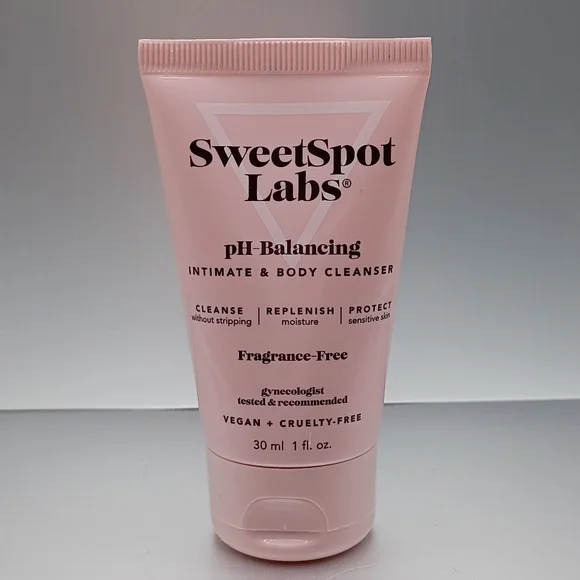 SweetSpot
Labs®
pH-Balancing
INTIMATE & BODY CLEANSER
CLEANSE | REPLENISH | PROTECT
without stripping | moisture | sensitive skin
Fragrance-Free
gynecologist
tested & recommended
VEGAN + CRUELTY-FREE
30 ml 1 fl. oz.